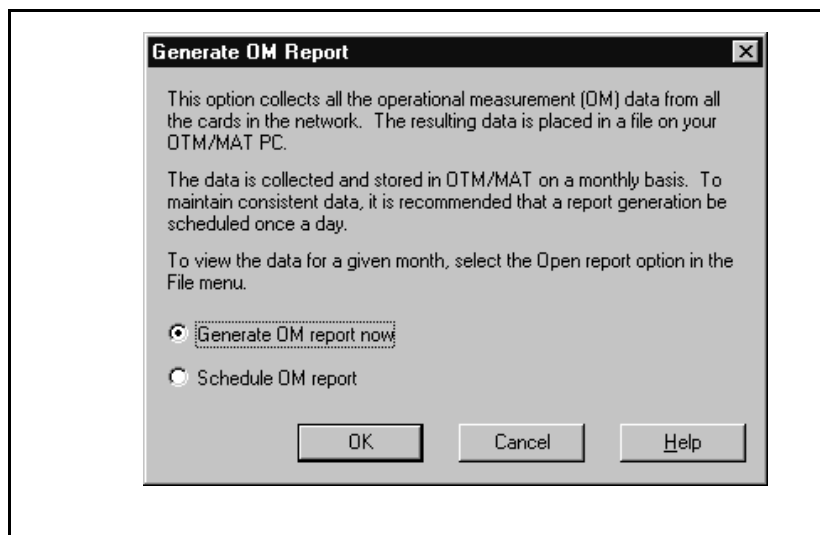 Generate OM Report
This option collects all the operational measurement (OM) data from all
the cards in the network. The resulting data is placed in a file on your
OTM/MAT PC.
The data is collected and stored in OTM/MAT on a monthly basis. To
maintain consistent data, it is recommended that a report generation be
scheduled once a day.
To view the data for a given month, select the Open report option in the
File menu.
Generate OM report now
Schedule OM report
OK Cancel Help